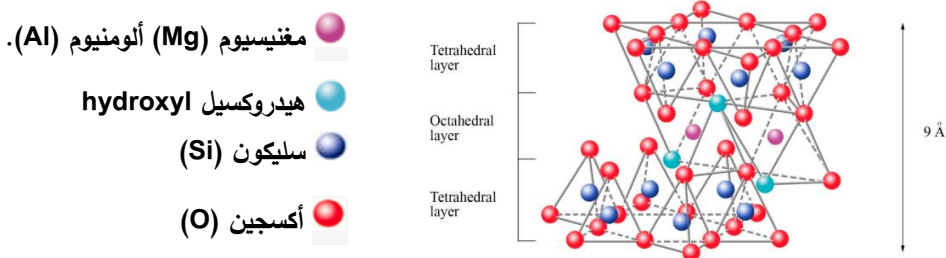 مغنيسيوم (Mg) ألومنيوم (Al).
هيدروكسيل hydroxyl
سليكون (Si)
أكسجين (O)
Tetrahedral
layer
Octahedral
layer
Tetrahedral
layer
9 Å